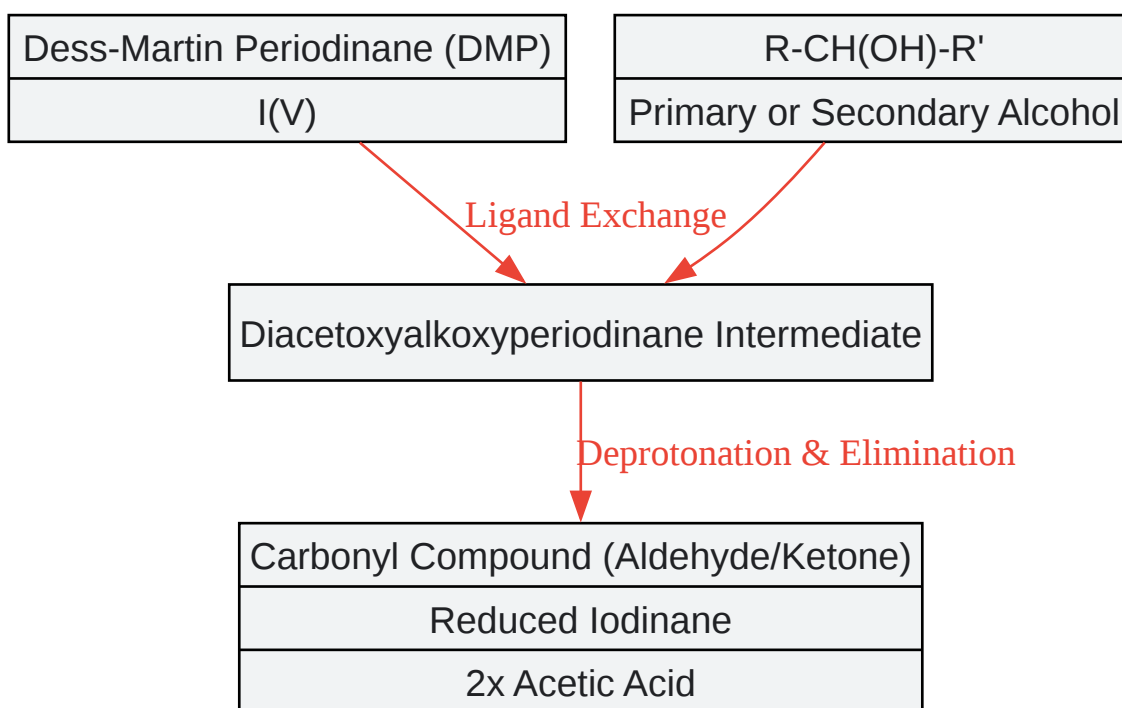 Dess-Martin Periodinane (DMP)
I(V)
R-CH(OH)-R'
Primary or Secondary Alcohol
Ligand Exchange
Diacetoxyalkoxyperiodinane Intermediate
Deprotonation & Elimination
Carbonyl Compound (Aldehyde/Ketone)
Reduced Iodinane
2x Acetic Acid